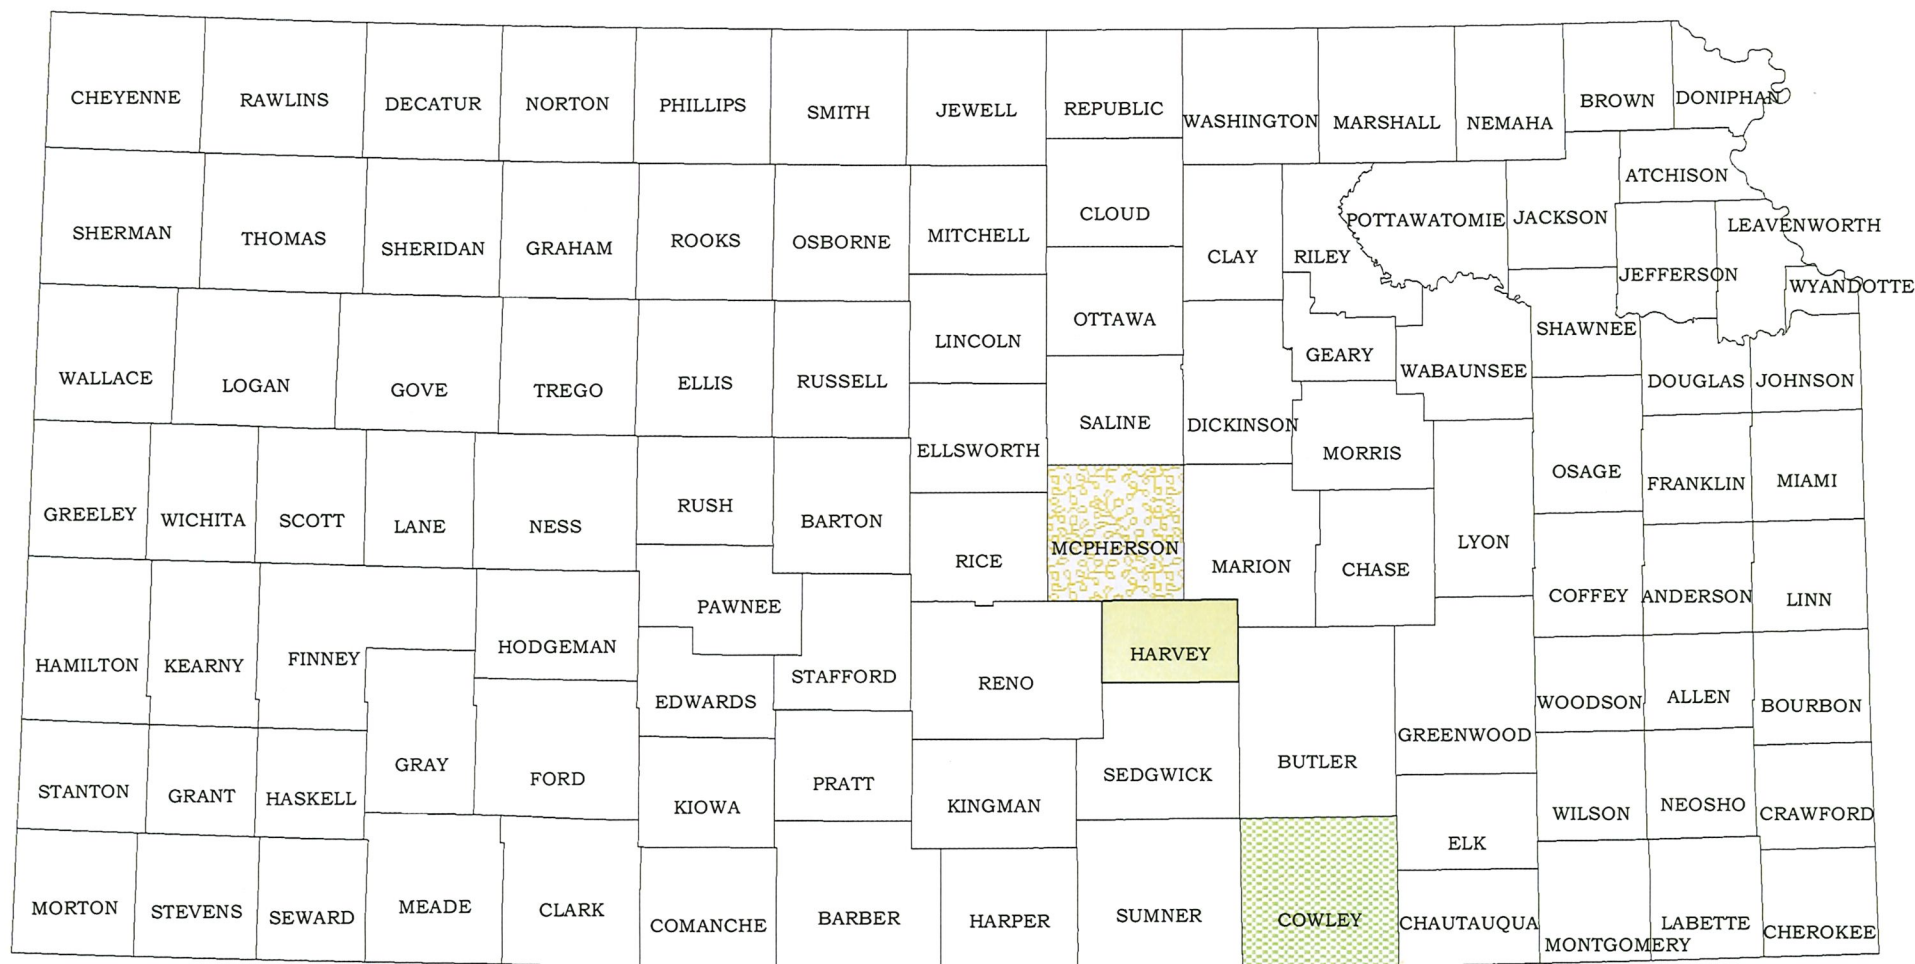 CHEYENNE
RAWLINS
DECATUR
NORTON
PHILLIPS
SMITH
JEWELL
REPUBLIC
WASHINGTON
MARSHALL
NEMAHA
BROWN
DONIPHAN
SHERMAN
THOMAS
SHERIDAN
GRAHAM
ROOKS
OSBORNE
MITCHELL
CLOUD
CLAY
RILEY
POTTAWATOMIE
JACKSON
ATCHISON
JEFFERSON
LEAVENWORTH
WYANDOTTE
WALLACE
LOGAN
GOVE
TREGO
ELLIS
RUSSELL
LINCOLN
OTTAWA
GEARY
WABAUNSEE
SHAWNEE
DOUGLAS
JOHNSON
ELLSWORTH
SALINE
DICKINSON
MORRIS
OSAGE
FRANKLIN
MIAMI
GREELEY
WICHITA
SCOTT
LANE
NESS
RUSH
BARTON
RICE
MCPHERSON
MARION
CHASE
LYON
COFFEY
ANDERSON
LINN
HAMILTON
KEARNY
FINNEY
HODGEMAN
PAWNEE
EDWARDS
STAFFORD
RENO
HARVEY
GREENWOOD
WOODSON
ALLEN
BOURBON
STANTON
GRANT
HASKELL
GRAY
FORD
KIOWA
PRATT
KINGMAN
SEDGWICK
BUTLER
ELK
WILSON
NEOSHO
CRAWFORD
MORTON
STEVENS
SEWARD
MEADE
CLARK
COMANCHE
BARBER
HARPER
SUMNER
COWLEY
CHAUTAUQUA
MONTGOMERY
LABETTE
CHEROKEE